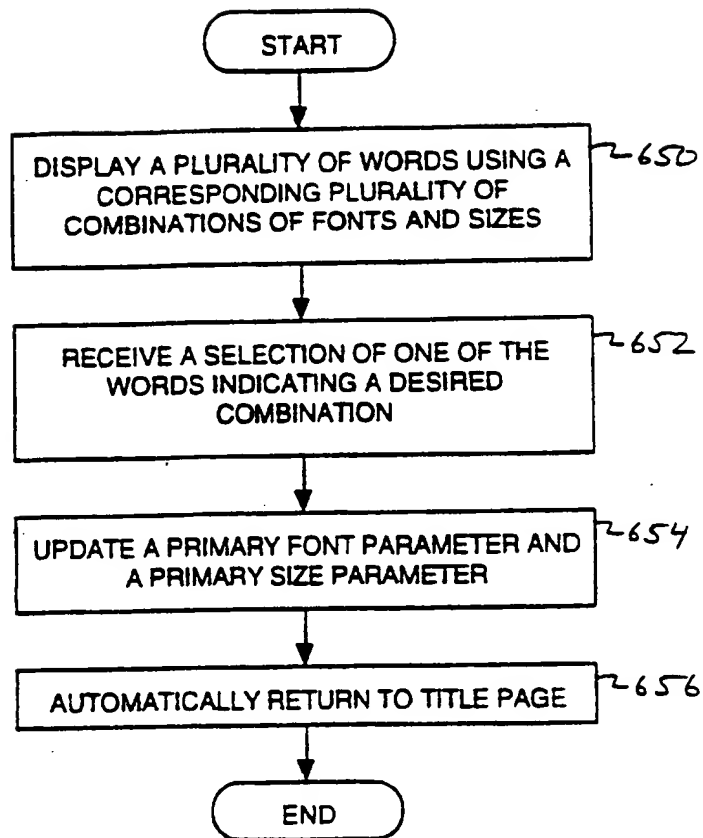 START
DISPLAY A PLURALITY OF WORDS USING A
CORRESPONDING PLURALITY OF
COMBINATIONS OF FONTS AND SIZES
650
RECEIVE A SELECTION OF ONE OF THE
WORDS INDICATING A DESIRED
COMBINATION
652
UPDATE A PRIMARY FONT PARAMETER AND
A PRIMARY SIZE PARAMETER
654
AUTOMATICALLY RETURN TO TITLE PAGE
656
END